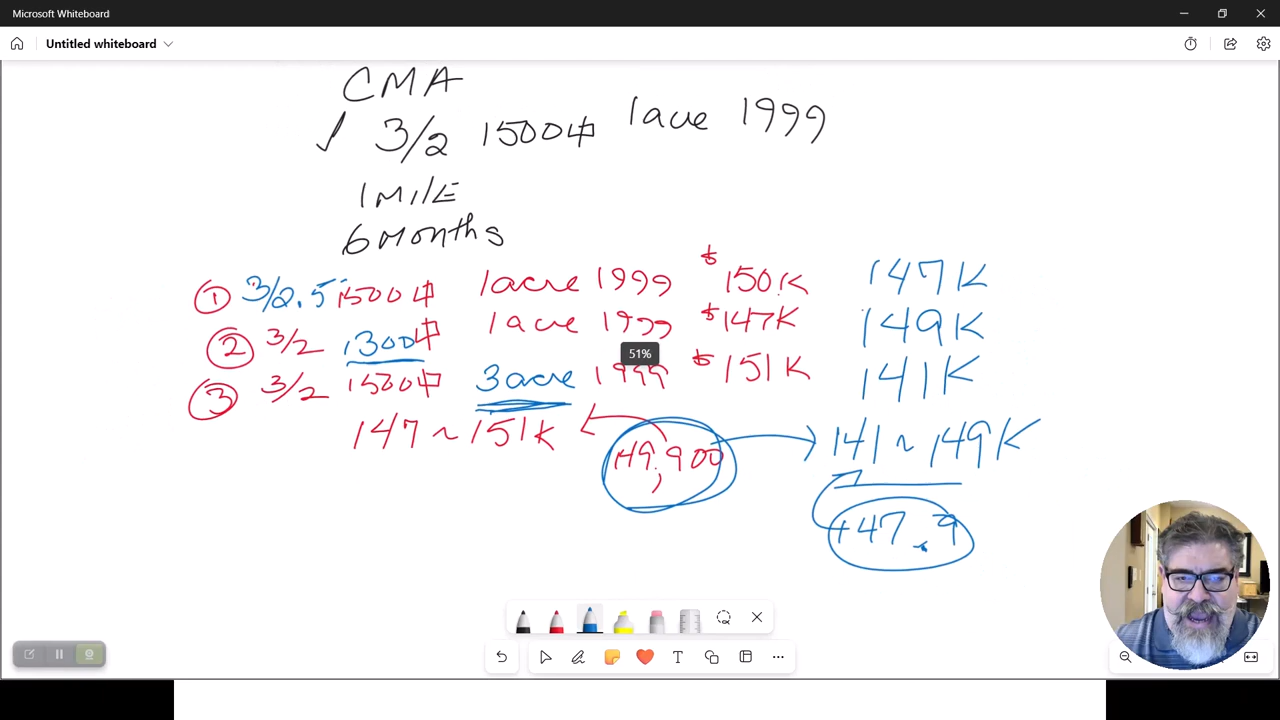 Microsoft Whiteboard
Untitled whiteboard
CMA
✓ 3/2 1500 1 acre 1999
1 MILE
6 Months
① 3/2.5 1500 1 acre 1999 $150K 147K
② 3/2 1300 1 acre 1999 $147K 149K
51%
③ 3/2 1500 3 acre 1999 $151K 141K
147 ~ 151K 149,900 141 ~ 149K
147.9